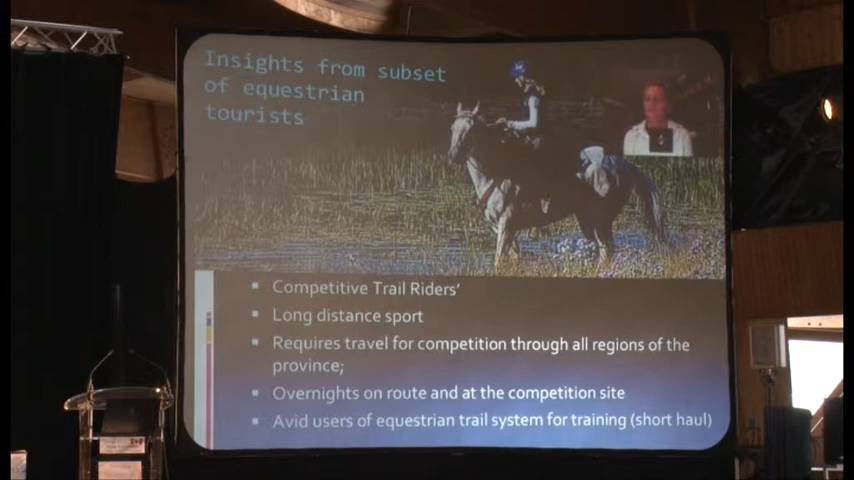 Insights from subset
of equestrian
tourists
Competitive Trail Riders'
Long distance sport
Requires travel for competition through all regions of the
province;
Overnights on route and at the competition site
Avid users of equestrian trail system for training (short haul)